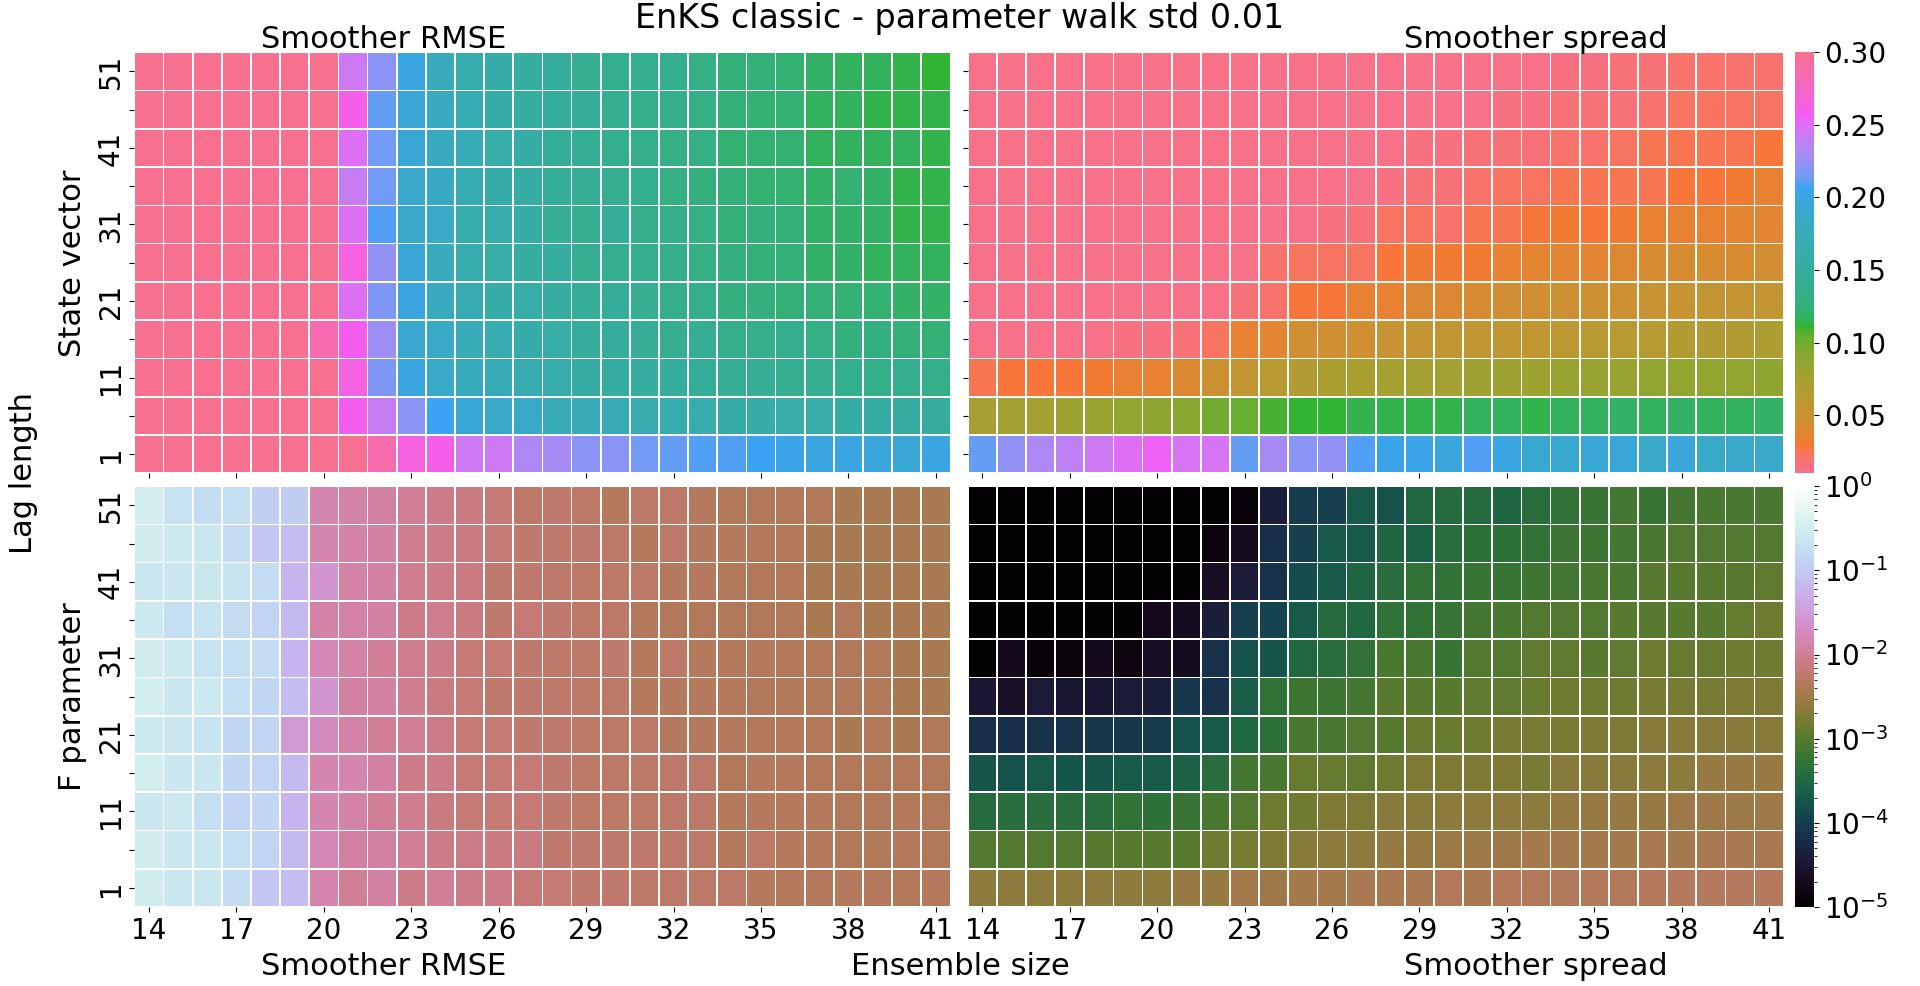 EnKS classic - parameter walk std 0.01
Smoother RMSE
Smoother spread
Lag length
State vector
51
41
31
21
11
1
0.30
0.25
0.20
0.15
0.10
0.05
F parameter
51
41
31
21
11
1
10⁰
10⁻¹
10⁻²
10⁻³
10⁻⁴
10⁻⁵
14 17 20 23 26 29 32 35 38 41
14 17 20 23 26 29 32 35 38 41
Smoother RMSE
Ensemble size
Smoother spread